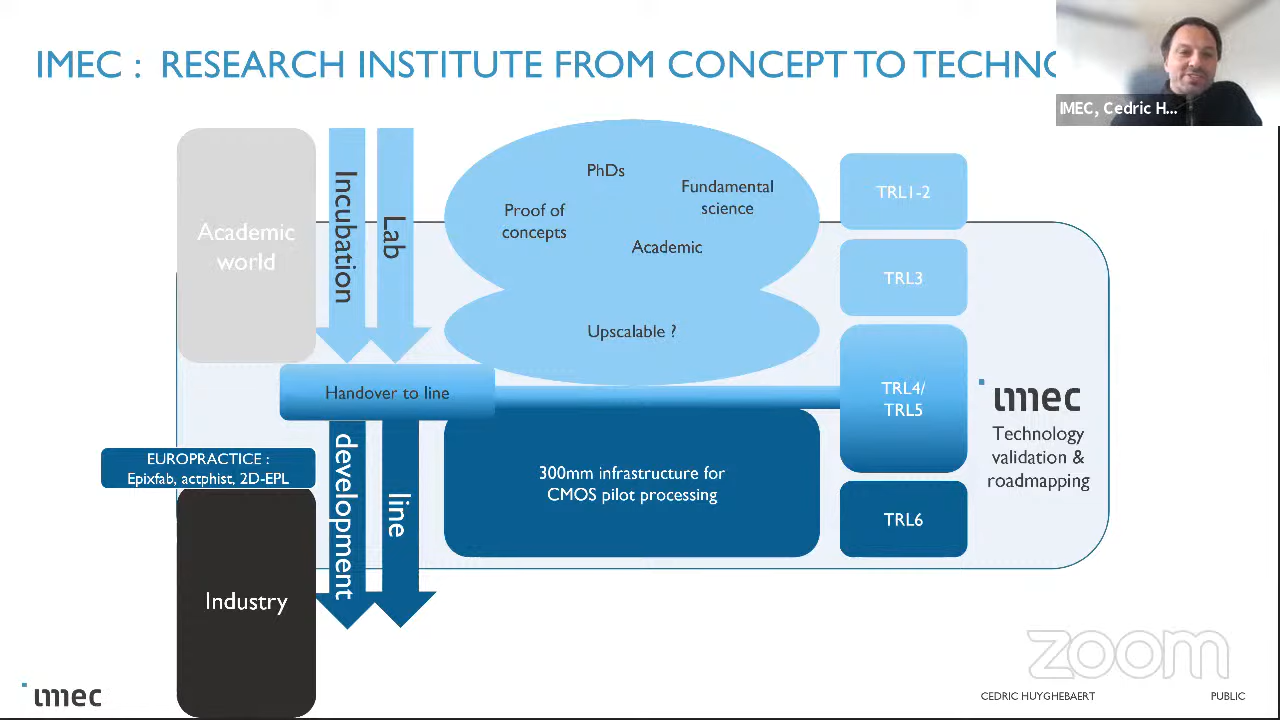 IMEC : RESEARCH INSTITUTE FROM CONCEPT TO TECHNO
IMEC, Cedric H...
Academic
world
Incubation
Lab
PhDs
Fundamental
science
Proof of
concepts
Academic
Upscalable ?
TRL1-2
TRL3
TRL4/
TRL5
TRL6
Handover to line
imec
Technology
validation &
roadmapping
EUROPRACTICE :
Epixfab, actphist, 2D-EPL
development
line
300mm infrastructure for
CMOS pilot processing
Industry
zoom
imec
CEDRIC HUYGHEBAERT
PUBLIC